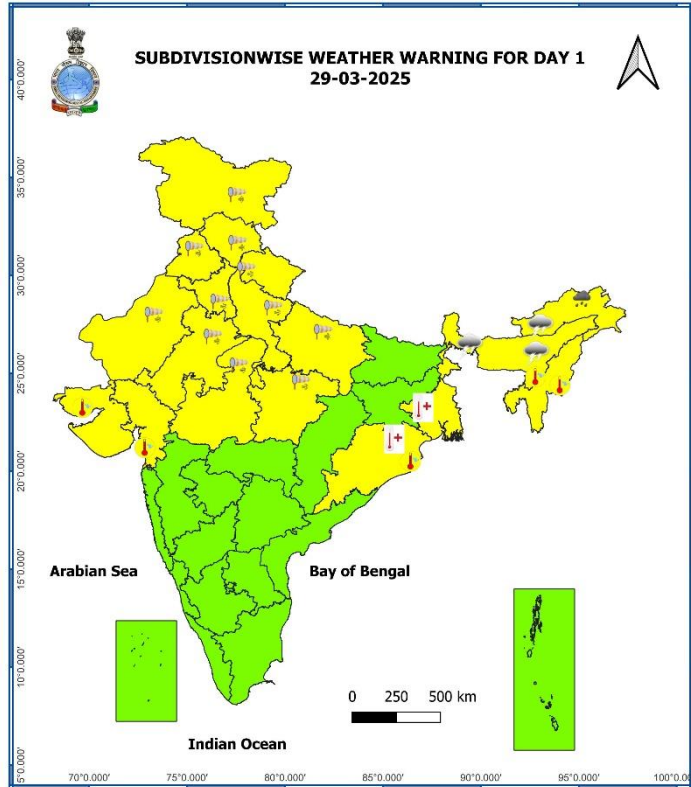 SUBDIVISIONWISE WEATHER WARNING FOR DAY 1
29-03-2025
40°0.000'
35°0.000'
30°0.000'
25°0.000'
20°0.000'
15°0.000'
10°0.000'
5°0.000'
Arabian Sea
Bay of Bengal
0 250 500 km
Indian Ocean
70°0.000' 75°0.000' 80°0.000' 85°0.000' 90°0.000' 95°0.000' 100°0.0